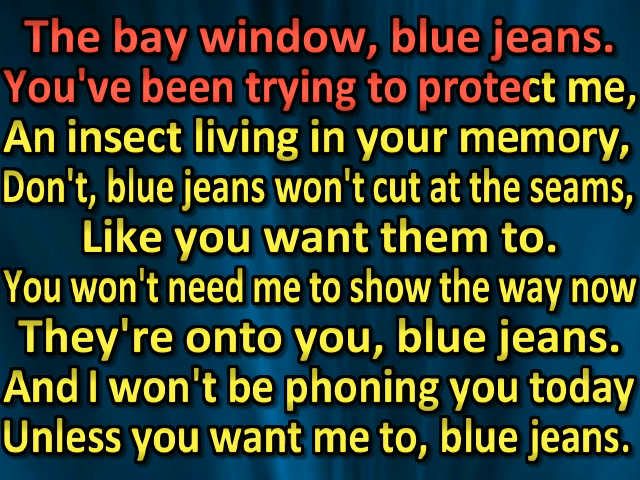 The bay window, blue jeans.
You've been trying to protect me,
An insect living in your memory,
Don't, blue jeans won't cut at the seams,
Like you want them to.
You won't need me to show the way now
They're onto you, blue jeans.
And I won't be phoning you today
Unless you want me to, blue jeans.